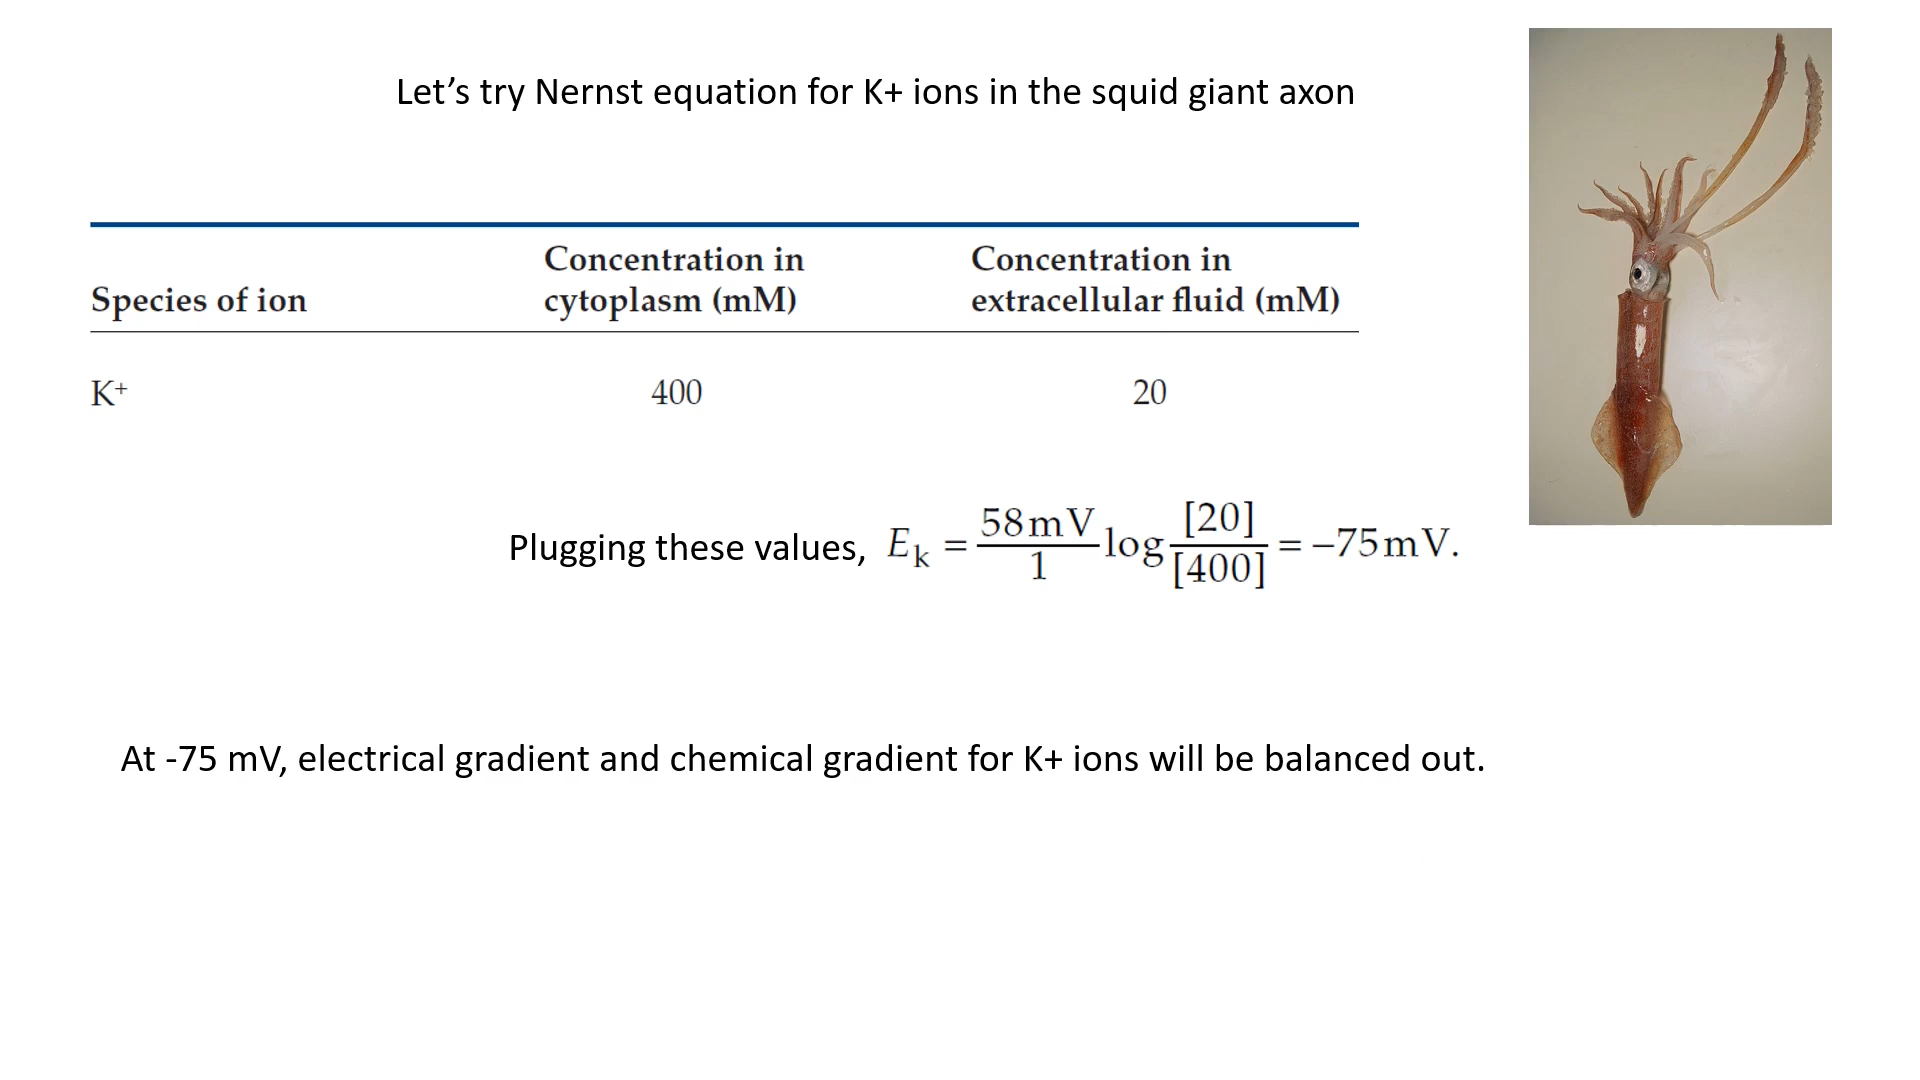 Let’s try Nernst equation for K+ ions in the squid giant axon
Species of ion
Concentration in
cytoplasm (mM)
Concentration in
extracellular fluid (mM)
K⁺ 400 20
Plugging these values, E_k = 58mV/1 log [20]/[400] = –75mV.
At -75 mV, electrical gradient and chemical gradient for K+ ions will be balanced out.